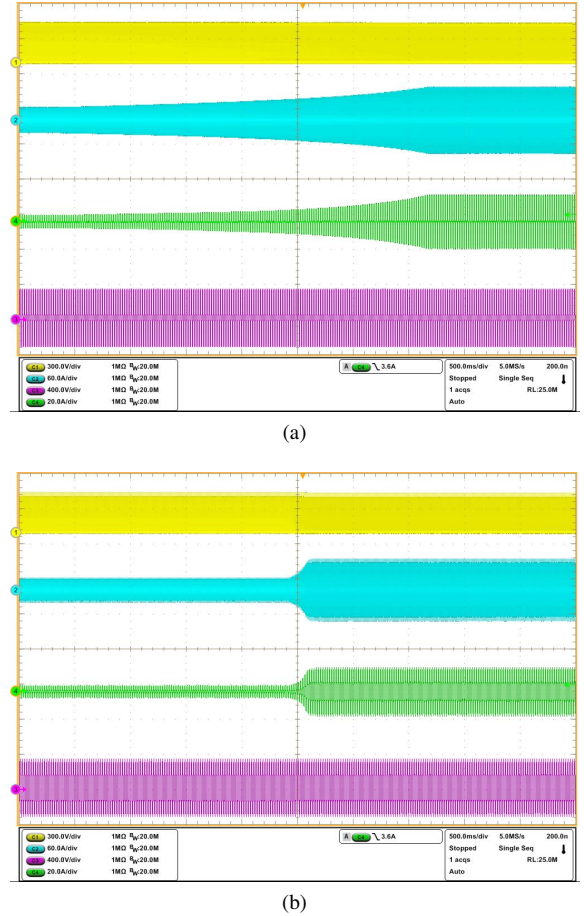 1
2
4
3
C1 300.0V/div 1MΩ BW:20.0M
C2 60.0A/div 1MΩ BW:20.0M
C3 400.0V/div 1MΩ BW:20.0M
C4 20.0A/div 1MΩ BW:20.0M
A C4 3.6A
500.0ms/div 5.0MS/s 200.0n
Stopped Single Seq
1 acqs RL:25.0M
Auto
(a)
1
2
4
3
C1 300.0V/div 1MΩ BW:20.0M
C2 60.0A/div 1MΩ BW:20.0M
C3 400.0V/div 1MΩ BW:20.0M
C4 20.0A/div 1MΩ BW:20.0M
A C4 3.6A
500.0ms/div 5.0MS/s 200.0n
Stopped Single Seq
1 acqs RL:25.0M
Auto
(b)